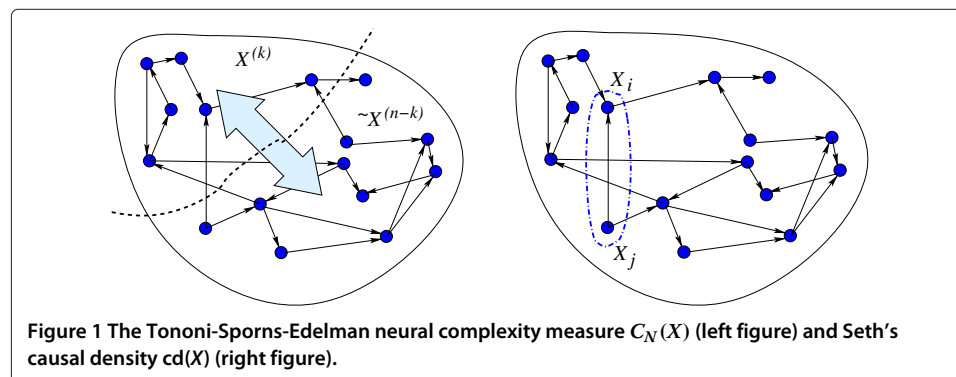 X^(k)
~X^(n−k)
X_i
X_j
Figure 1 The Tononi-Sporns-Edelman neural complexity measure C_N(X) (left figure) and Seth's
causal density cd(X) (right figure).